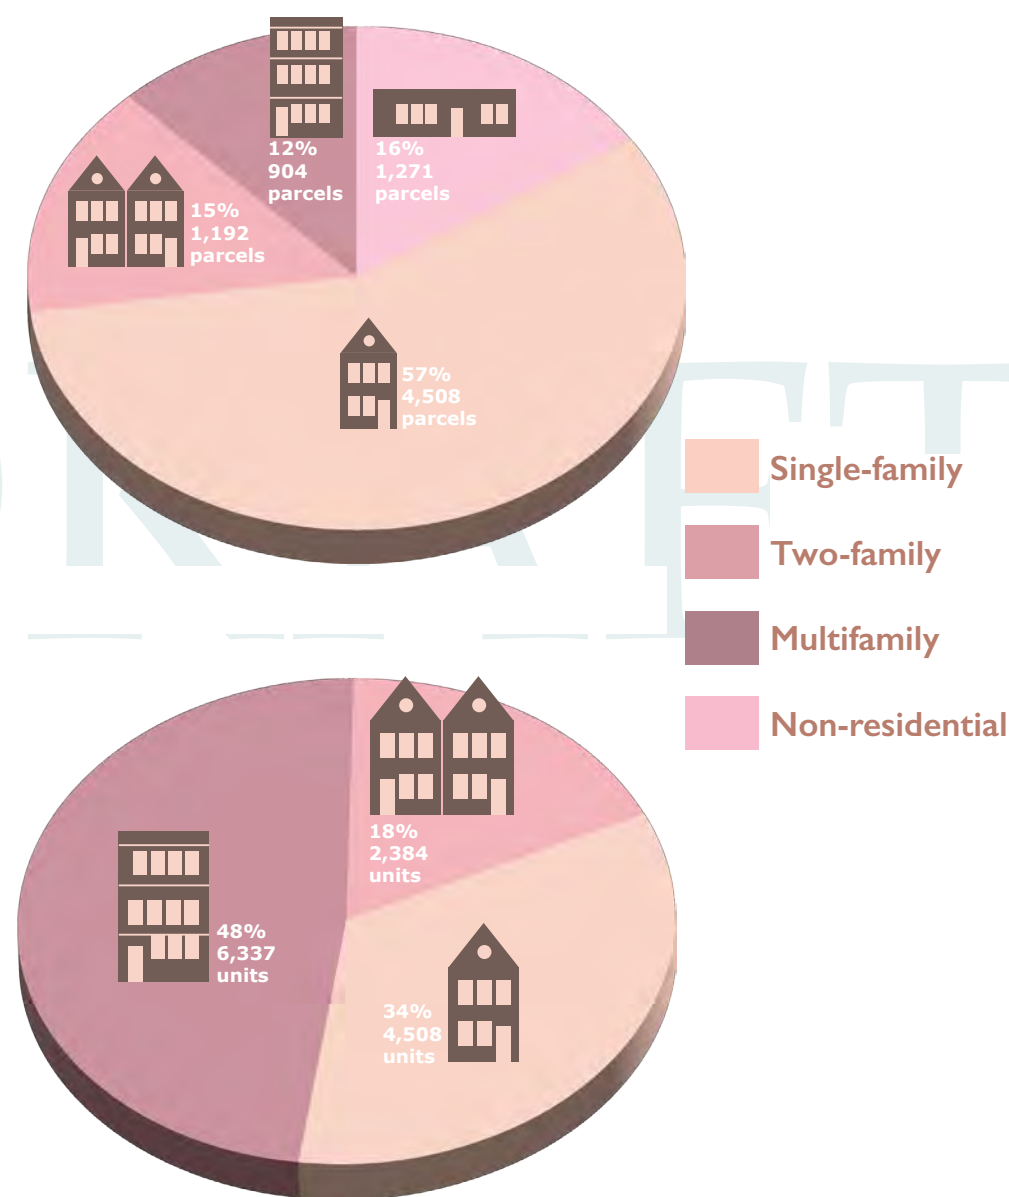 12%
904
parcels
16%
1,271
parcels
15%
1,192
parcels
57%
4,508
parcels
DRAFT
Single-family
Two-family
Multifamily
Non-residential
18%
2,384
units
48%
6,337
units
34%
4,508
units